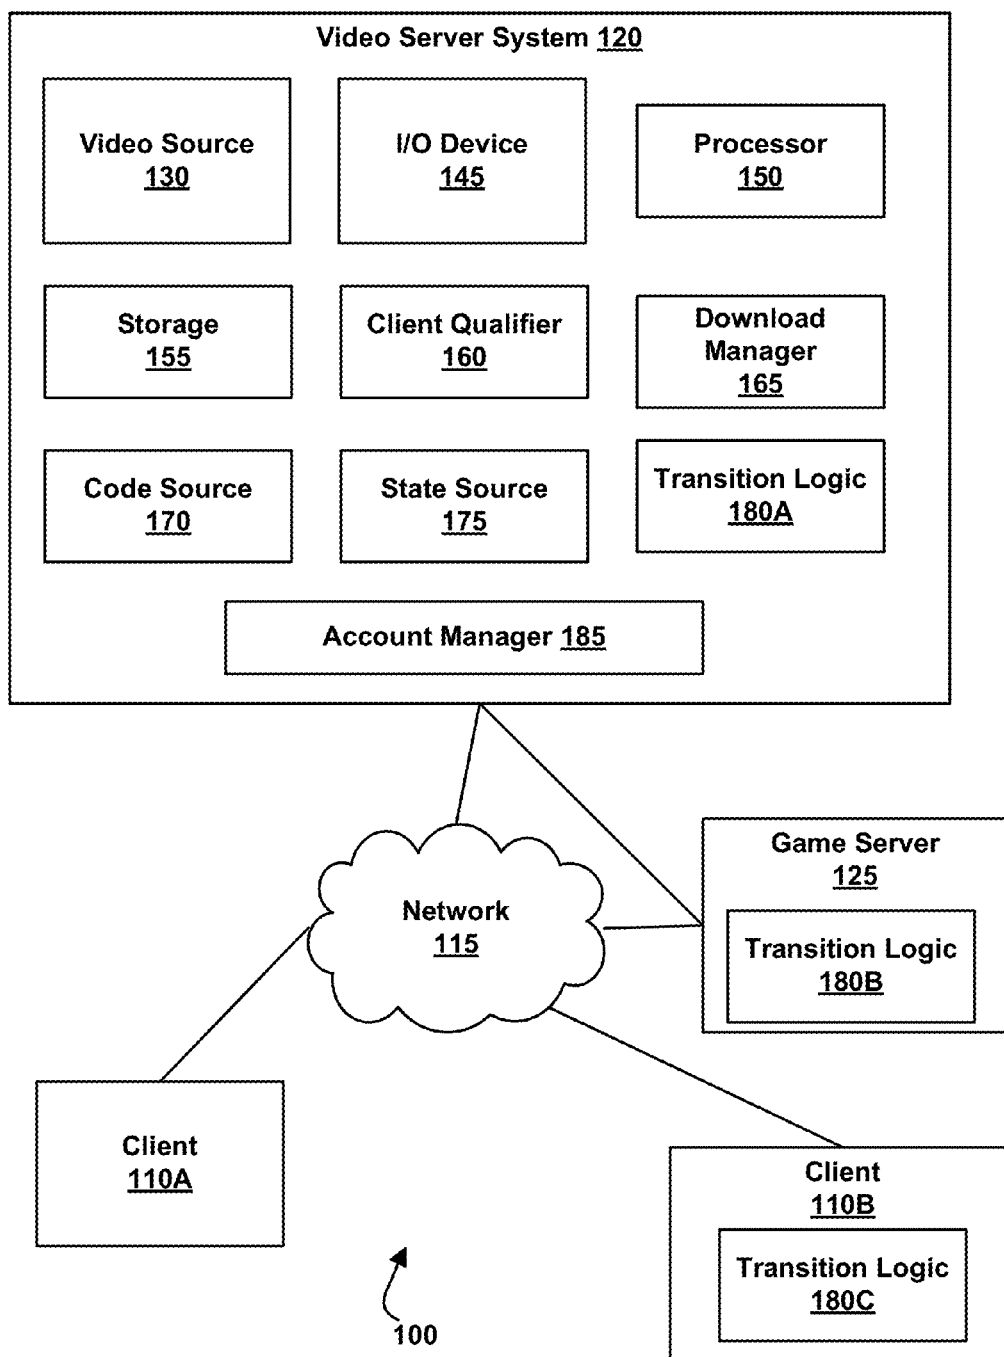 Video Server System 120
Video Source
130
I/O Device
145
Processor
150
Storage
155
Client Qualifier
160
Download
Manager
165
Code Source
170
State Source
175
Transition Logic
180A
Account Manager 185
Network
115
Game Server
125
Transition Logic
180B
Client
110A
Client
110B
Transition Logic
180C
100